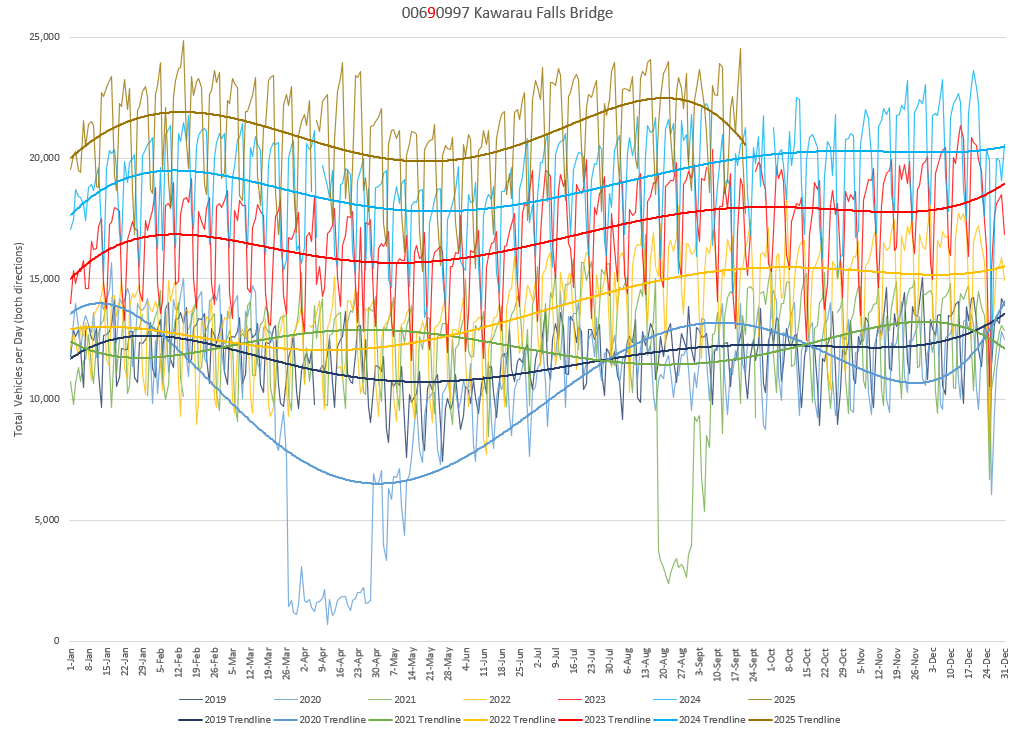 00690997 Kawarau Falls Bridge
Total Vehicles per Day (both directions)
25,000
20,000
15,000
10,000
5,000
0
1-Jan 8-Jan 15-Jan 22-Jan 29-Jan 5-Feb 12-Feb 19-Feb 26-Feb 5-Mar 12-Mar 19-Mar 26-Mar 2-Apr 9-Apr 16-Apr 23-Apr 30-Apr 7-May 14-May 21-May 28-May 4-Jun 11-Jun 18-Jun 25-Jun 2-Jul 9-Jul 16-Jul 23-Jul 30-Jul 6-Aug 13-Aug 20-Aug 27-Aug 3-Sept 10-Sept 17-Sept 24-Sept 1-Oct 8-Oct 15-Oct 22-Oct 29-Oct 5-Nov 12-Nov 19-Nov 26-Nov 3-Dec 10-Dec 17-Dec 24-Dec 31-Dec
2019 2020 2021 2022 2023 2024 2025
2019 Trendline 2020 Trendline 2021 Trendline 2022 Trendline 2023 Trendline 2024 Trendline 2025 Trendline